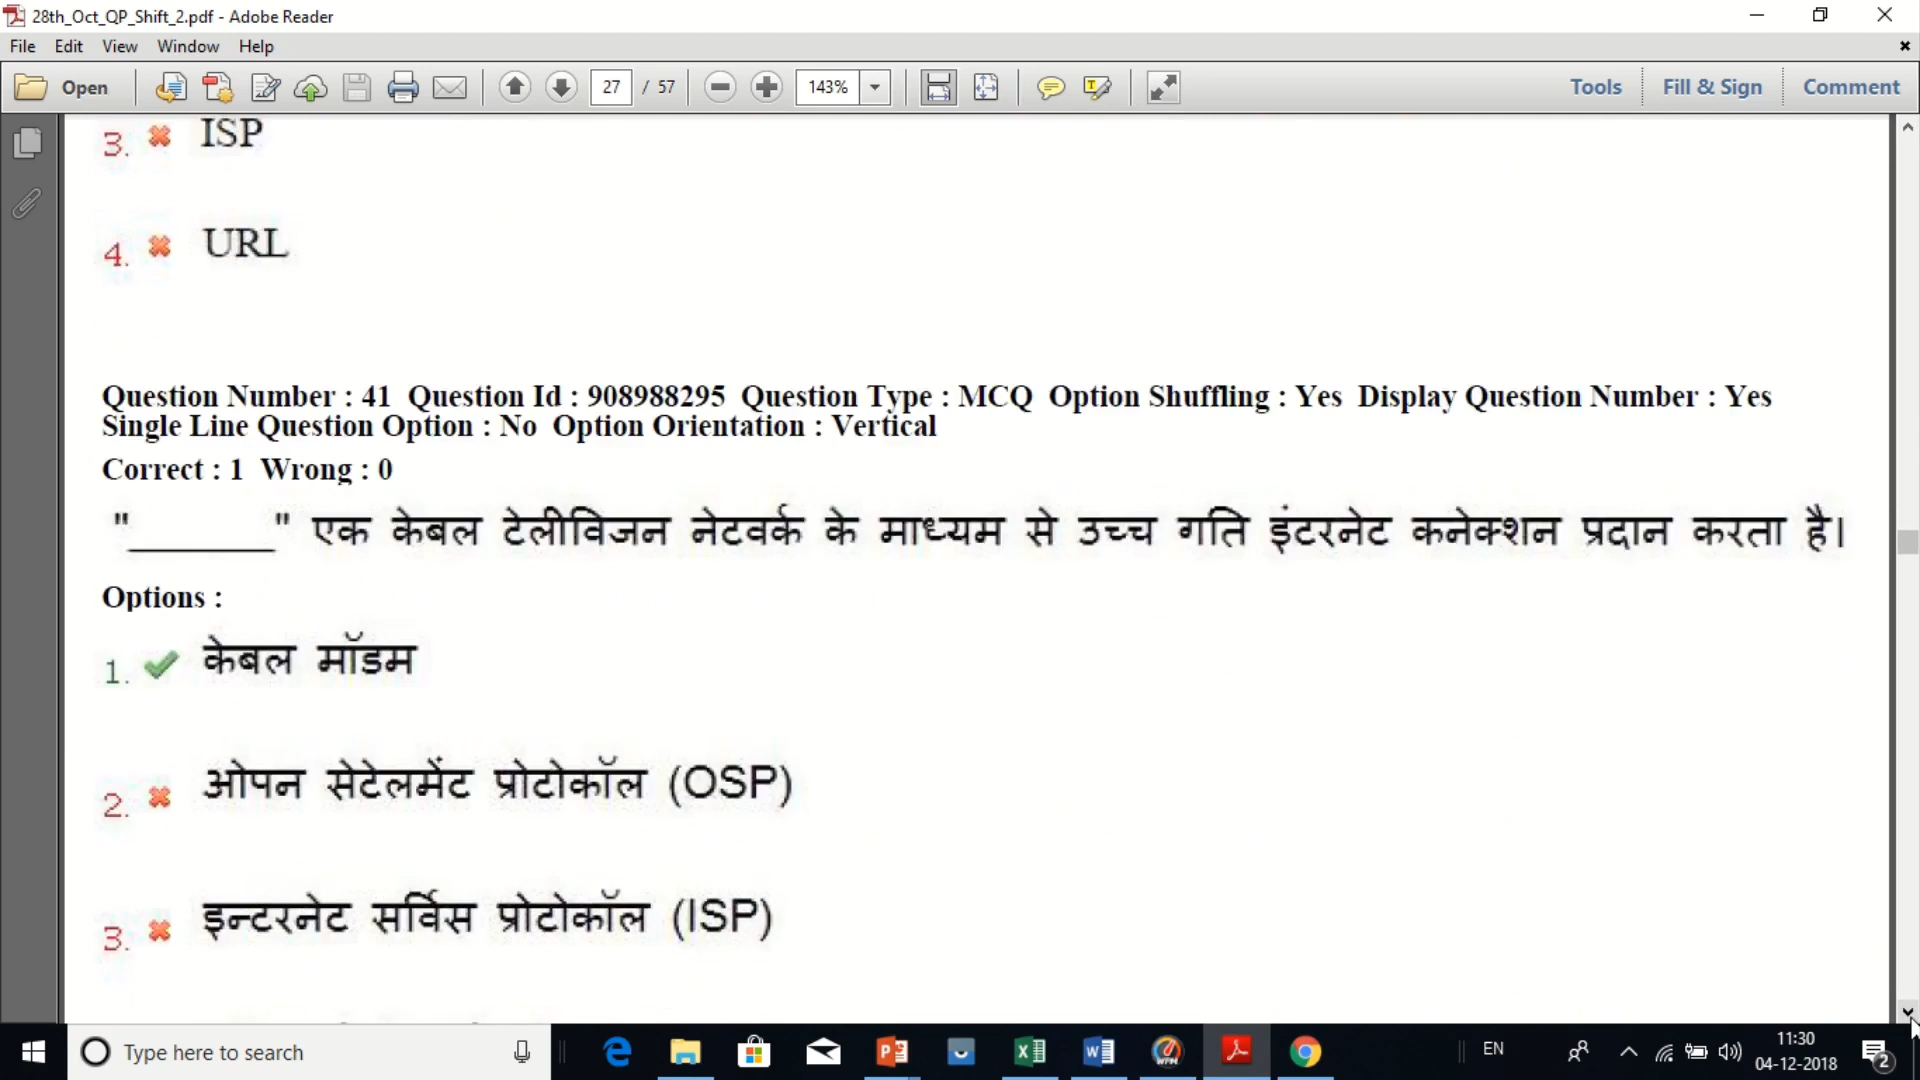 28th_Oct_QP_Shift_2.pdf - Adobe Reader
File Edit View Window Help
Open 27 / 57 143% Tools Fill & Sign Comment
3. ISP
4. URL
Question Number : 41 Question Id : 908988295 Question Type : MCQ Option Shuffling : Yes Display Question Number : Yes
Single Line Question Option : No Option Orientation : Vertical
Correct : 1 Wrong : 0
"______" एक केबल टेलीविजन नेटवर्क के माध्यम से उच्च गति इंटरनेट कनेक्शन प्रदान करता है।
Options :
1. केबल मॉडम
2. ओपन सेटेलमेंट प्रोटोकॉल (OSP)
3. इन्टरनेट सर्विस प्रोटोकॉल (ISP)
Type here to search EN 11:30
04-12-2018 2